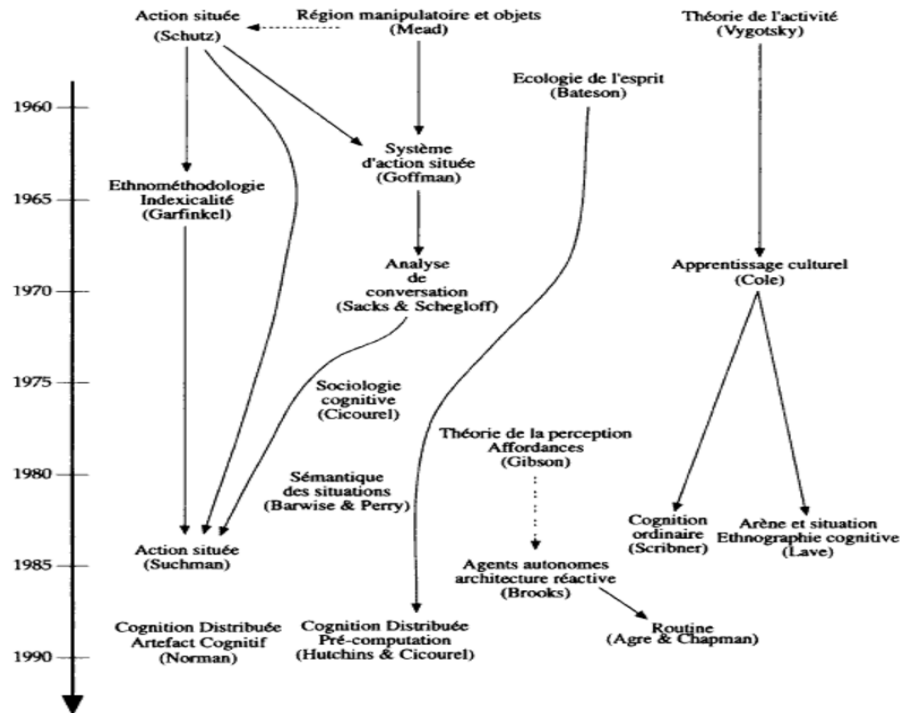 Action située
(Schutz)
Région manipulatoire et objets
(Mead)
Théorie de l'activité
(Vygotsky)
Ecologie de l'esprit
(Bateson)
1960
Système
d'action située
(Goffman)
Ethnométhodologie
Indexicalité
(Garfinkel)
1965
Analyse
de
conversation
(Sacks & Schegloff)
Apprentissage culturel
(Cole)
1970
1975
Sociologie
cognitive
(Cicourel)
Théorie de la perception
Affordances
(Gibson)
1980
Sémantique
des situations
(Barwise & Perry)
Cognition
ordinaire
(Scribner)
Arène et situation
Ethnographie cognitive
(Lave)
Action située
(Suchman)
1985
Agents autonomes
architecture réactive
(Brooks)
Cognition Distribuée
Artefact Cognitif
(Norman)
Cognition Distribuée
Pré-computation
(Hutchins & Cicourel)
Routine
(Agre & Chapman)
1990